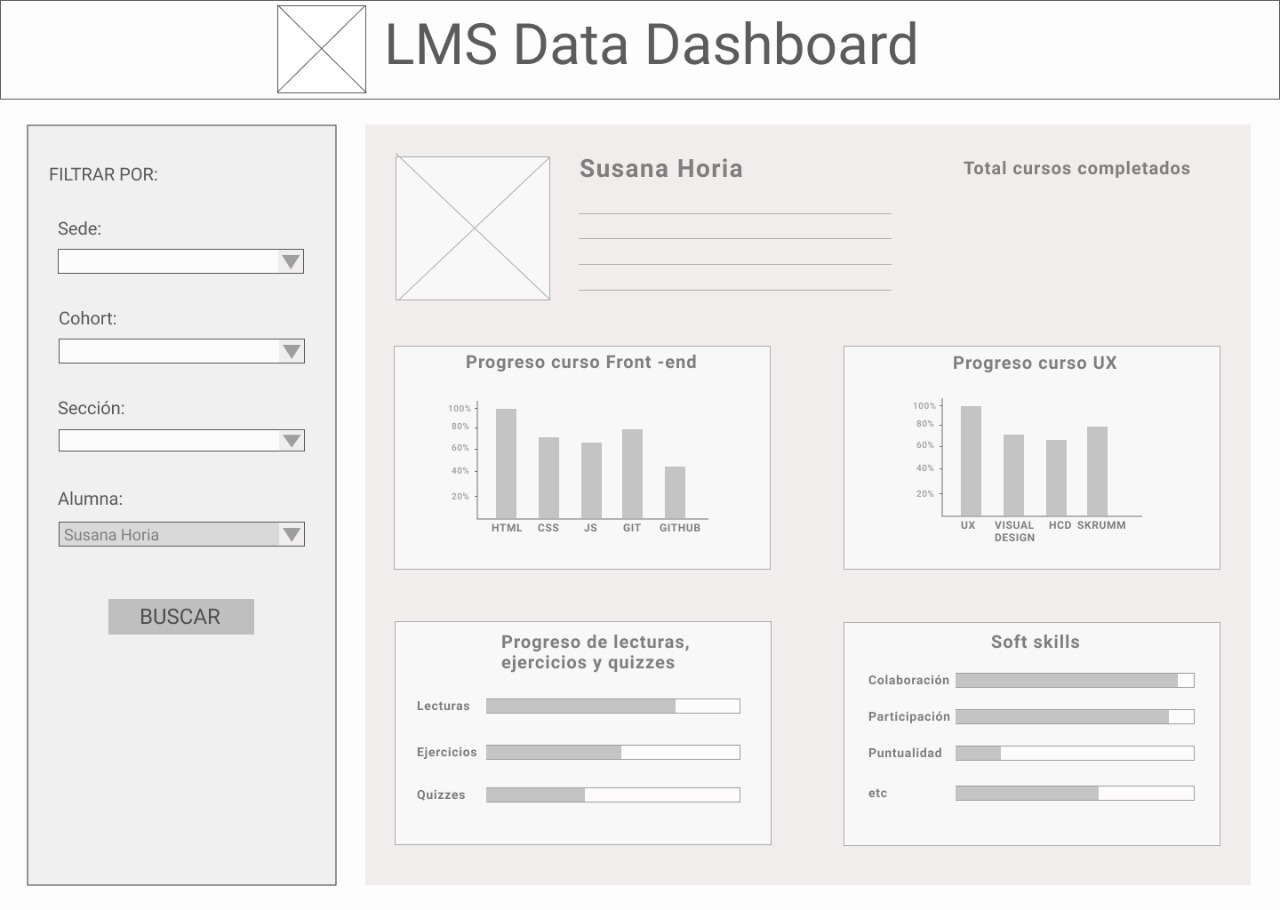 LMS Data Dashboard
FILTRAR POR:
Sede:
Cohort:
Sección:
Alumna:
Susana Horia
BUSCAR
Susana Horia
Total cursos completados
Progreso curso Front -end
100%
80%
60%
40%
20%
HTML CSS JS GIT GITHUB
Progreso curso UX
100%
80%
60%
40%
20%
UX VISUAL HCD SKRUMM
DESIGN
Progreso de lecturas,
ejercicios y quizzes
Lecturas
Ejercicios
Quizzes
Soft skills
Colaboración
Participación
Puntualidad
etc